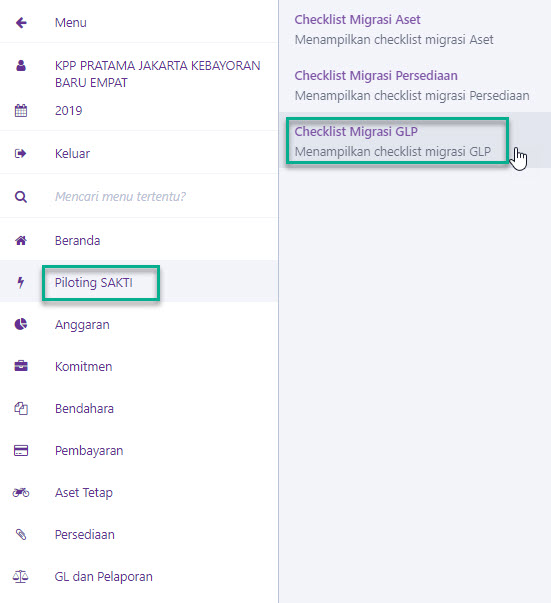 Menu
KPP PRATAMA JAKARTA KEBAYORAN
BARU EMPAT
2019
Keluar
Mencari menu tertentu?
Beranda
Piloting SAKTI
Anggaran
Komitmen
Bendahara
Pembayaran
Aset Tetap
Persediaan
GL dan Pelaporan
Checklist Migrasi Aset
Menampilkan checklist migrasi Aset
Checklist Migrasi Persediaan
Menampilkan checklist migrasi Persediaan
Checklist Migrasi GLP
Menampilkan checklist migrasi GLP